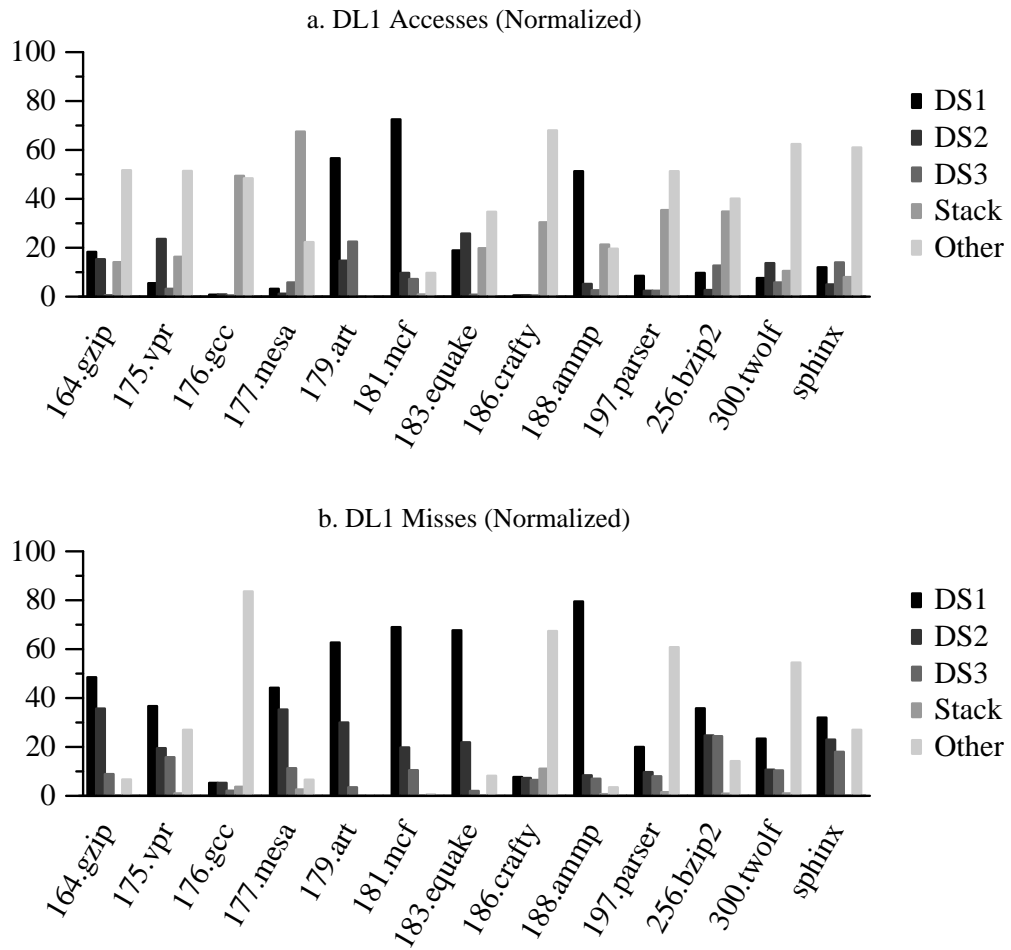 a. DL1 Accesses (Normalized)
100
80
60
40
20
0
DS1
DS2
DS3
Stack
Other
164.gzip
175.vpr
176.gcc
177.mesa
179.art
181.mcf
183.equake
186.crafty
188.ammp
197.parser
256.bzip2
300.twolf
sphinx
b. DL1 Misses (Normalized)
100
80
60
40
20
0
DS1
DS2
DS3
Stack
Other
164.gzip
175.vpr
176.gcc
177.mesa
179.art
181.mcf
183.equake
186.crafty
188.ammp
197.parser
256.bzip2
300.twolf
sphinx